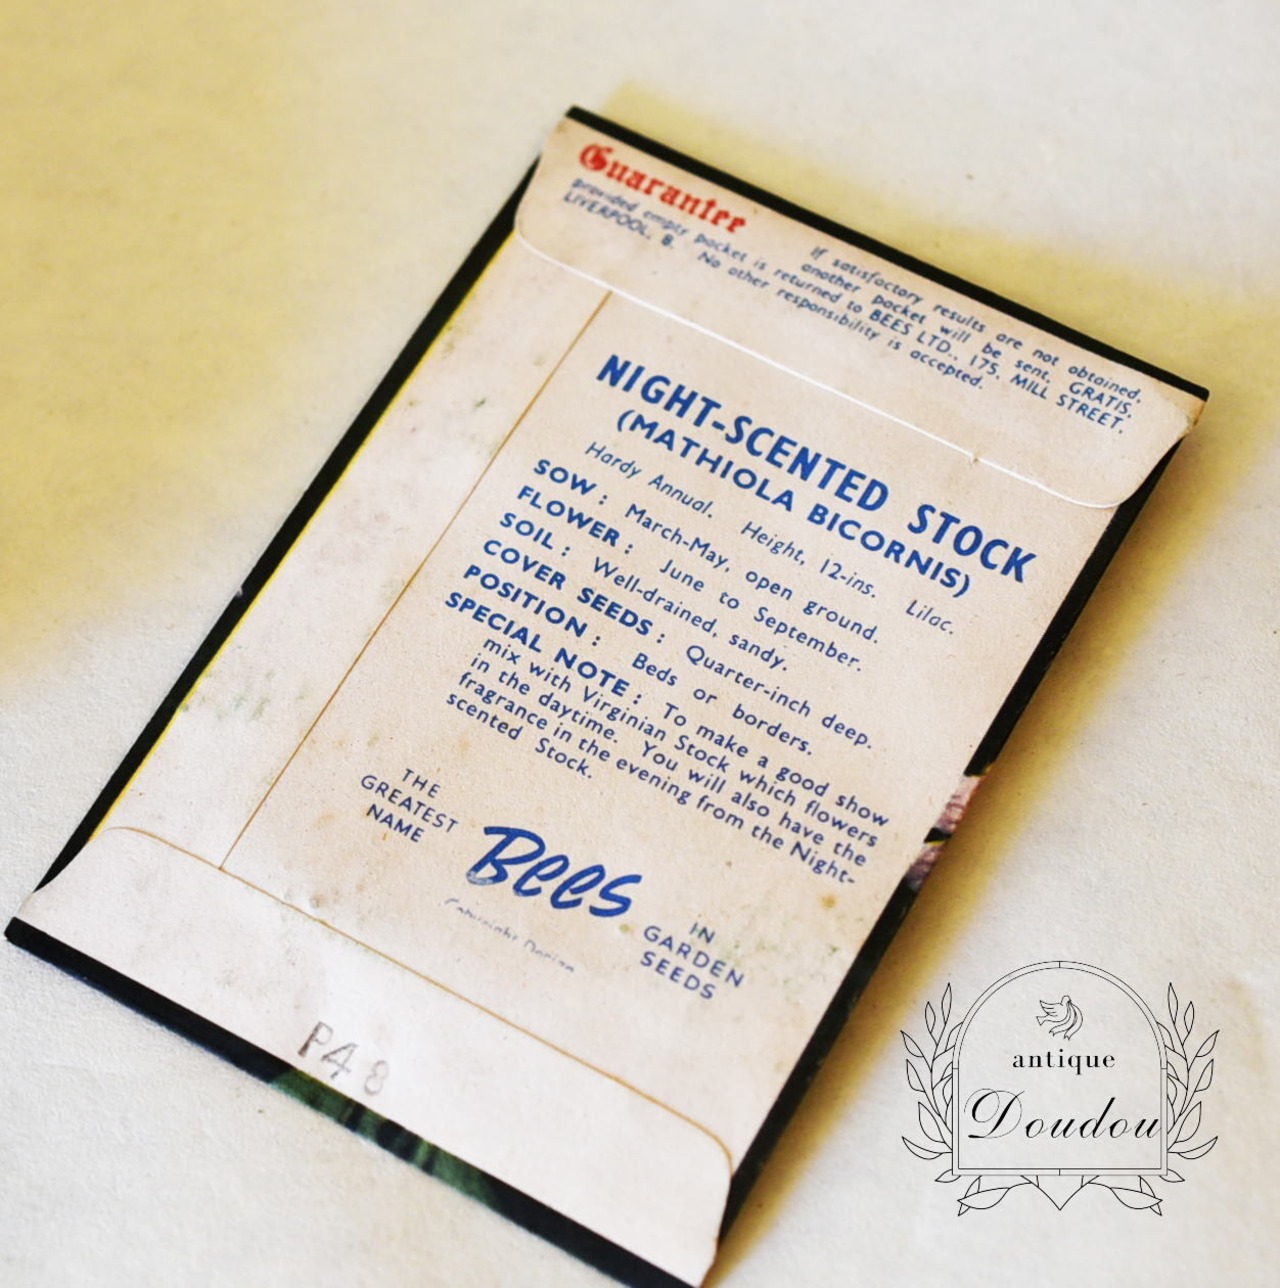 Guarantee
If satisfactory results are not obtained,
another packet will be sent, GRATIS,
provided empty packet is returned to BEES LTD., 175, MILL STREET,
LIVERPOOL, 8. No other responsibility is accepted.
NIGHT-SCENTED STOCK
(MATHIOLA BICORNIS)
Hardy Annual. Height, 12-ins. Lilac.
SOW: March-May, open ground.
FLOWER: June to September.
SOIL: Well-drained, sandy.
COVER SEEDS: Quarter-inch deep.
POSITION: Beds or borders.
SPECIAL NOTE: To make a good show
mix with Virginian Stock which flowers
in the daytime. You will also have the
fragrance in the evening from the Night-
scented Stock.
THE
GREATEST
NAME
Bees
IN
GARDEN
SEEDS
Copyright Design
P48
antique
Doudou